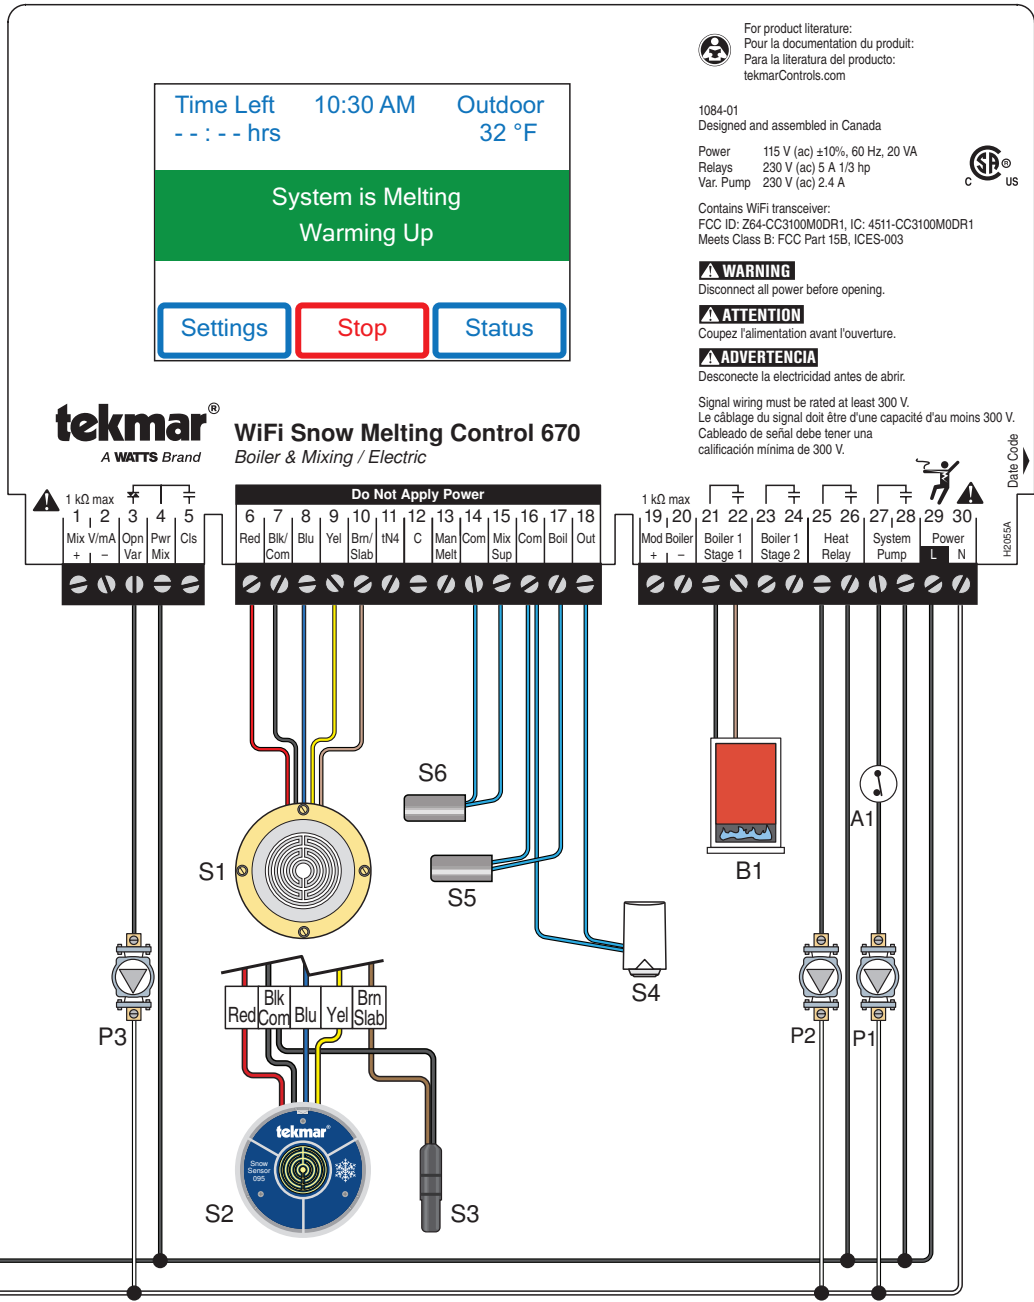 For product literature:
Pour la documentation du produit:
Para la literatura del producto:
tekmarControls.com
Time Left 10:30 AM Outdoor
- - : - - hrs 32 °F
System is Melting
Warming Up
Settings Stop Status
1084-01
Designed and assembled in Canada
Power 115 V (ac) ±10%, 60 Hz, 20 VA
Relays 230 V (ac) 5 A 1/3 hp
Var. Pump 230 V (ac) 2.4 A
C SA ® US
Contains WiFi transceiver:
FCC ID: Z64-CC3100M0DR1, IC: 4511-CC3100M0DR1
Meets Class B: FCC Part 15B, ICES-003
WARNING
Disconnect all power before opening.
ATTENTION
Coupez l'alimentation avant l'ouverture.
ADVERTENCIA
Desconecte la electricidad antes de abrir.
Signal wiring must be rated at least 300 V.
Le câblage du signal doit être d'une capacité d'au moins 300 V.
Cableado de señal debe tener una
calificación mínima de 300 V.
tekmar®
A WATTS Brand
WiFi Snow Melting Control 670
Boiler & Mixing / Electric
Date Code
H2055A
1 kΩ max
1 2 3 4 5
Mix V/mA Opn Pwr Cls
+ – Var Mix
Do Not Apply Power
6 7 8 9 10 11 12 13 14 15 16 17 18
Red Blk/ Blu Yel Brn/ tN4 C Man Com Mix Com Boil Out
Com Slab Melt Sup
1 kΩ max
19 20 21 22 23 24 25 26 27 28 29 30
Mod Boiler Boiler 1 Boiler 1 Heat System Power
+ – Stage 1 Stage 2 Relay Pump L N
S6
A1
S1
S5
B1
S4
Red Blk Blu Yel Brn
Com Slab
P3
P2
P1
tekmar®
Snow
Sensor
095
S2
S3